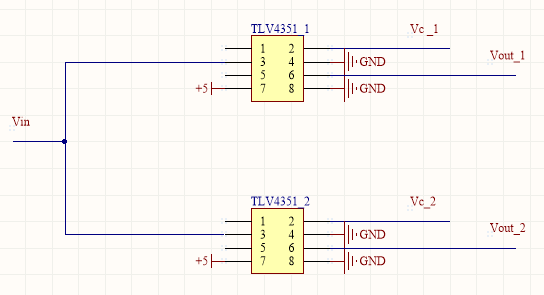 TLV4351_1
Vc _1
1 2
3 4 GND
Vout_1
5 6
+5 7 8 GND
Vin
TLV4351_2
Vc_2
1 2
3 4 GND
Vout_2
5 6
+5 7 8 GND